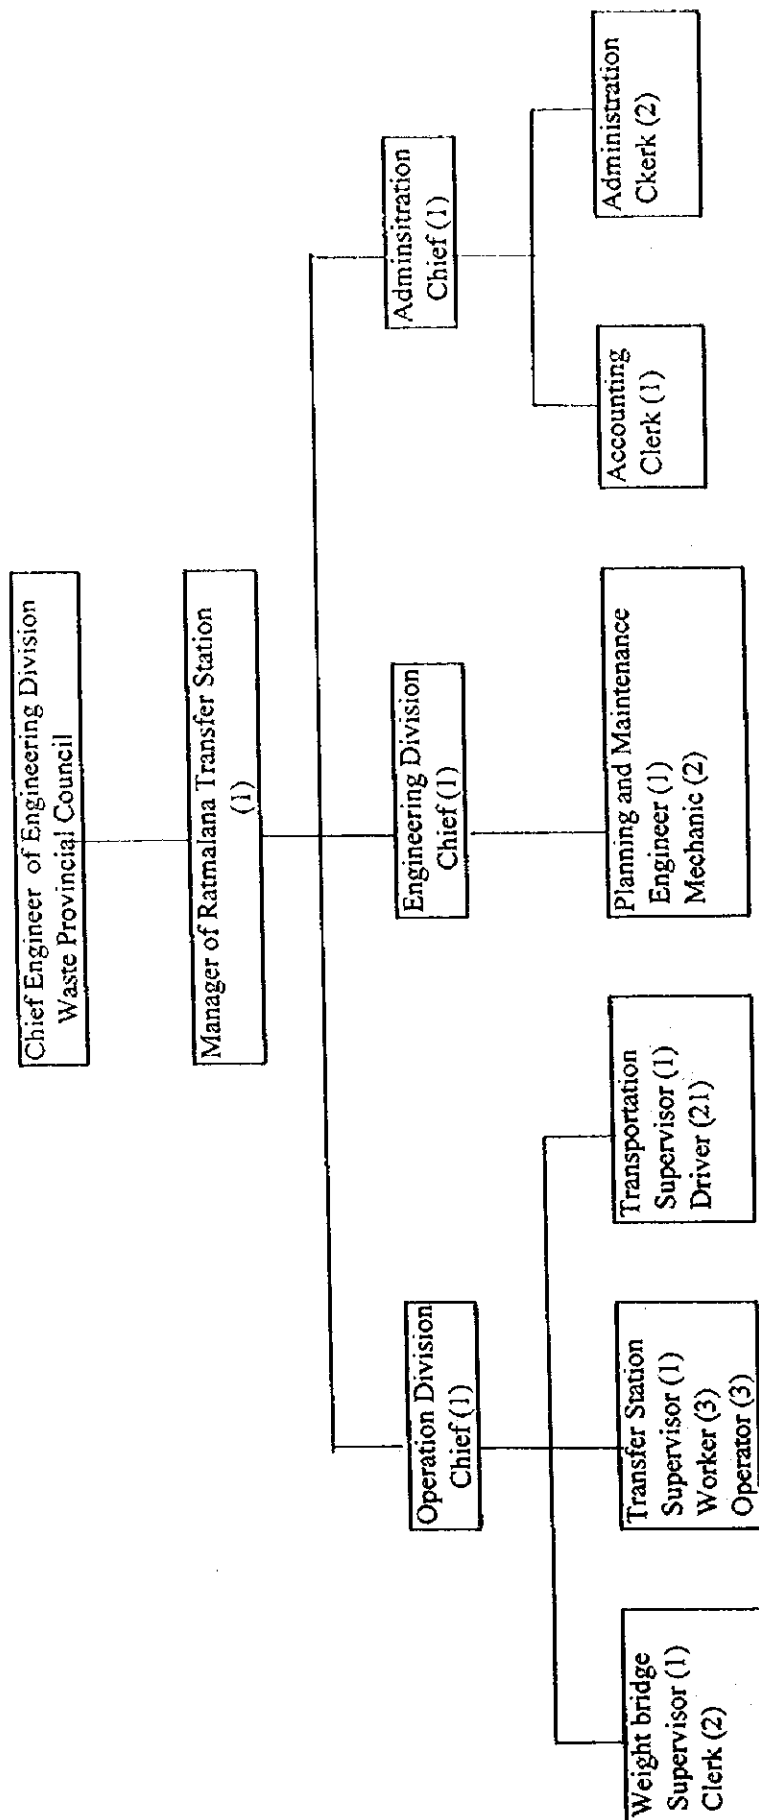 Chief Engineer of Engineering Division
Waste Provincial Council
Manager of Ratmalana Transfer Station
(1)
Operation Division
Chief (1)
Engineering Division
Chief (1)
Adminsitration
Chief (1)
Weight bridge
Supervisor (1)
Clerk (2)
Transfer Station
Supervisor (1)
Worker (3)
Operator (3)
Transportation
Supervisor (1)
Driver (21)
Planning and Maintenance
Engineer (1)
Mechanic (2)
Accounting
Clerk (1)
Administration
Ckerk (2)